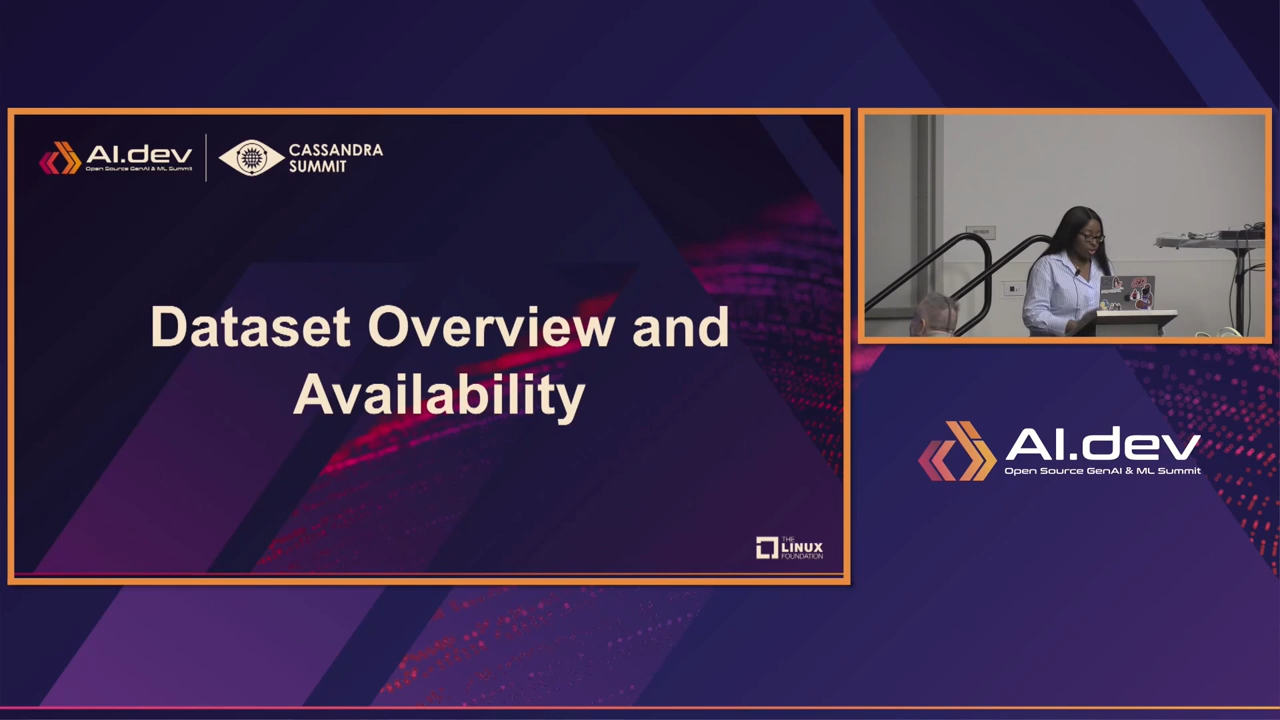 AI.dev
Open Source GenAI & ML Summit
CASSANDRA
SUMMIT
Dataset Overview and
Availability
THE
LINUX
FOUNDATION
AI.dev
Open Source GenAI & ML Summit